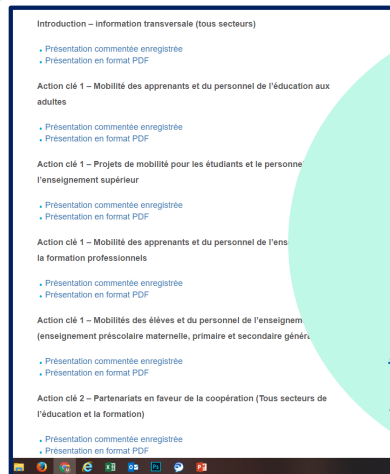 Introduction – information transversale (tous secteurs)
Présentation commentée enregistrée
Présentation en format PDF
Action clé 1 – Mobilité des apprenants et du personnel de l'éducation aux
adultes
Présentation commentée enregistrée
Présentation en format PDF
Action clé 1 – Projets de mobilité pour les étudiants et le personnel
l'enseignement supérieur
Présentation commentée enregistrée
Présentation en format PDF
Action clé 1 – Mobilité des apprenants et du personnel de
la formation professionnels
Présentation commentée enregistrée
Présentation en format PDF
Action clé 1 – Mobilités des élèves et du personnel de
(enseignement préscolaire maternelle, primaire et secondaire
Présentation commentée enregistrée
Présentation en format PDF
Action clé 2 – Partenariats en faveur de la coopération (Tous secteurs de
l'éducation et la formation)
Présentation commentée enregistrée
Présentation en format PDF